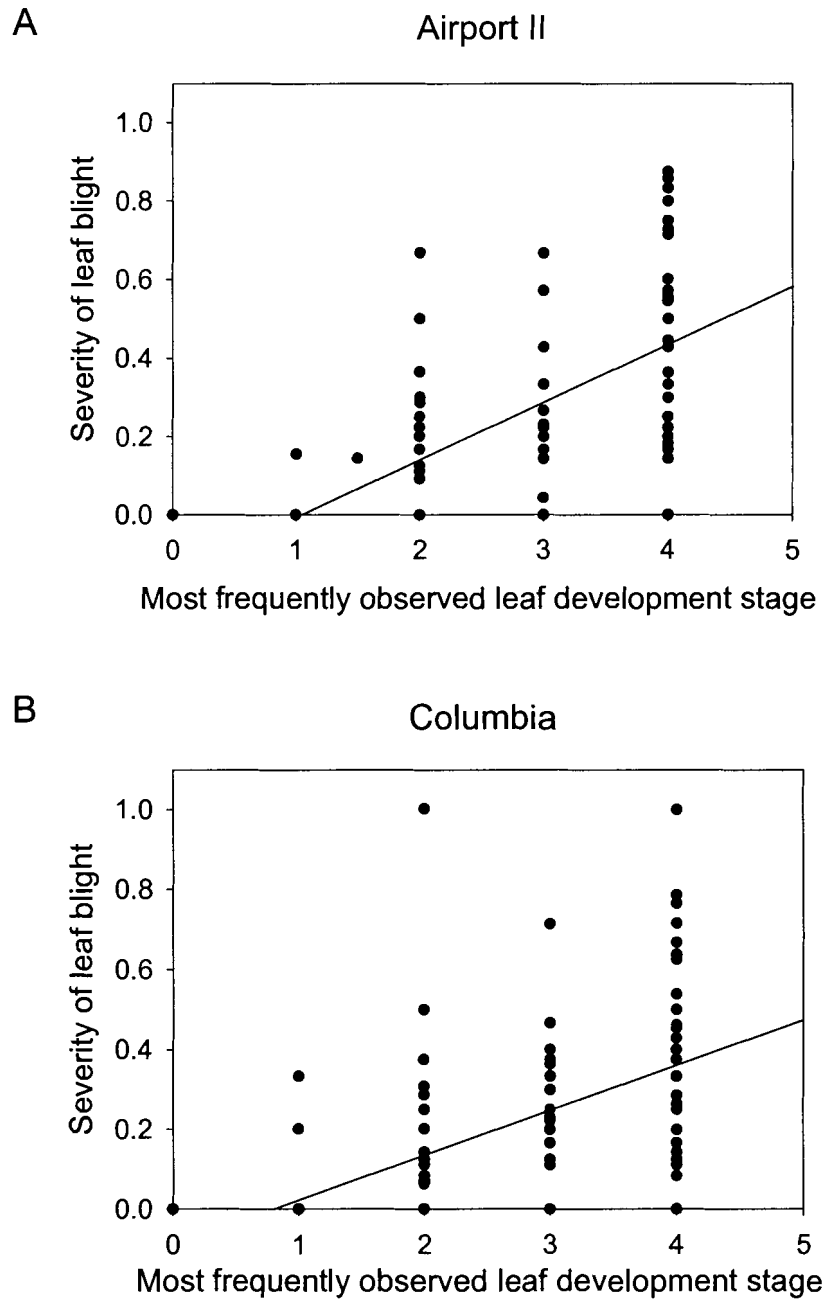 A
Airport II
1.0
0.8
0.6
0.4
0.2
0.0
Severity of leaf blight
0 1 2 3 4 5
Most frequently observed leaf development stage
B
Columbia
1.0
0.8
0.6
0.4
0.2
0.0
Severity of leaf blight
0 1 2 3 4 5
Most frequently observed leaf development stage